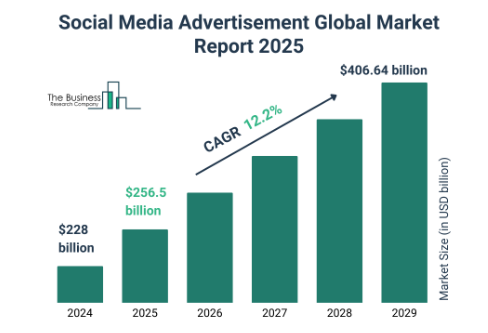 Social Media Advertisement Global Market
Report 2025
The Business
Research Company
$228
billion
$256.5
billion
CAGR 12.2%
$406.64 billion
Market Size (in USD billion)
2024 2025 2026 2027 2028 2029